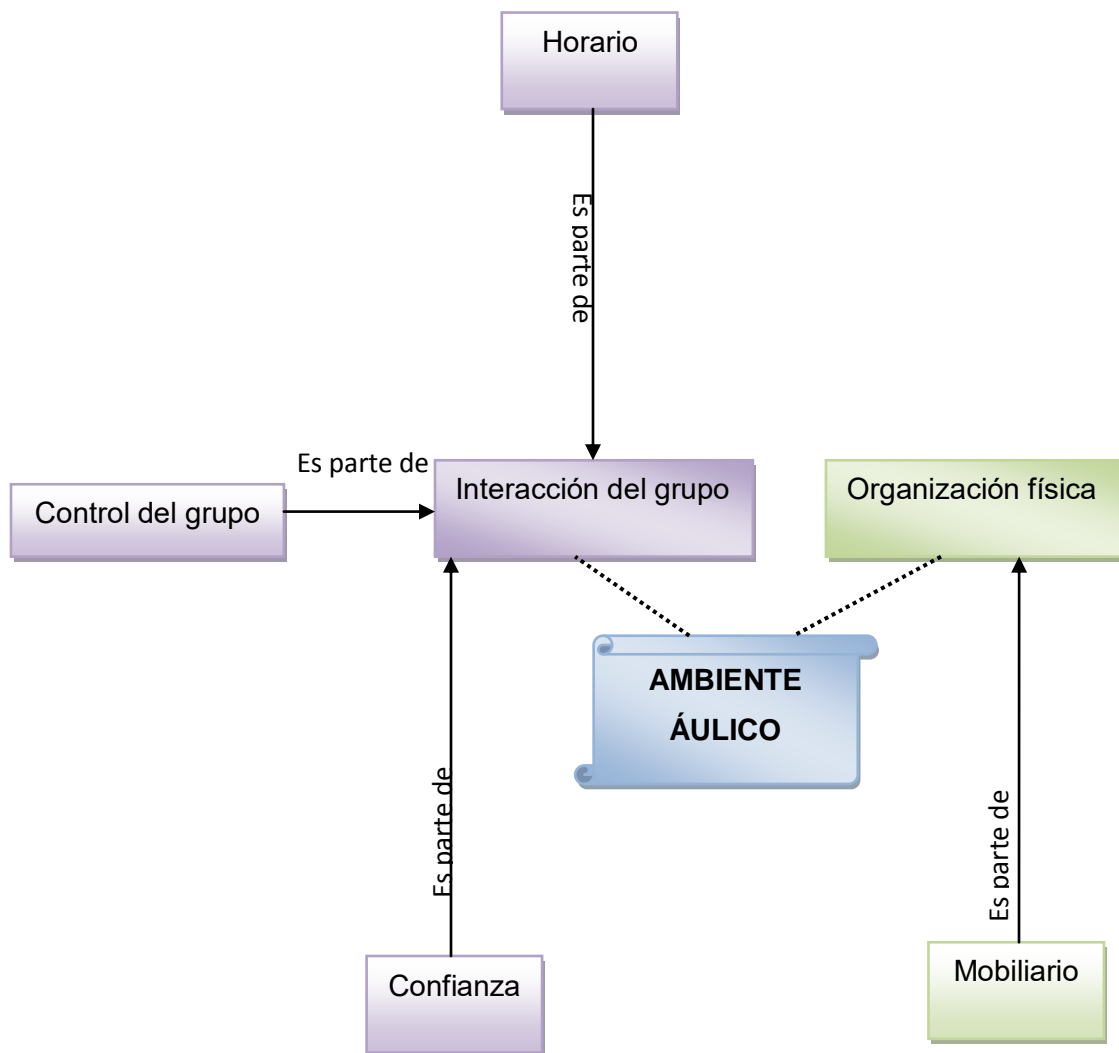 Horario
Es parte de
Es parte de
Interacción del grupo
Organización física
Control del grupo
AMBIENTE
ÁULICO
Es parte de
Es parte de
Confianza
Mobiliario